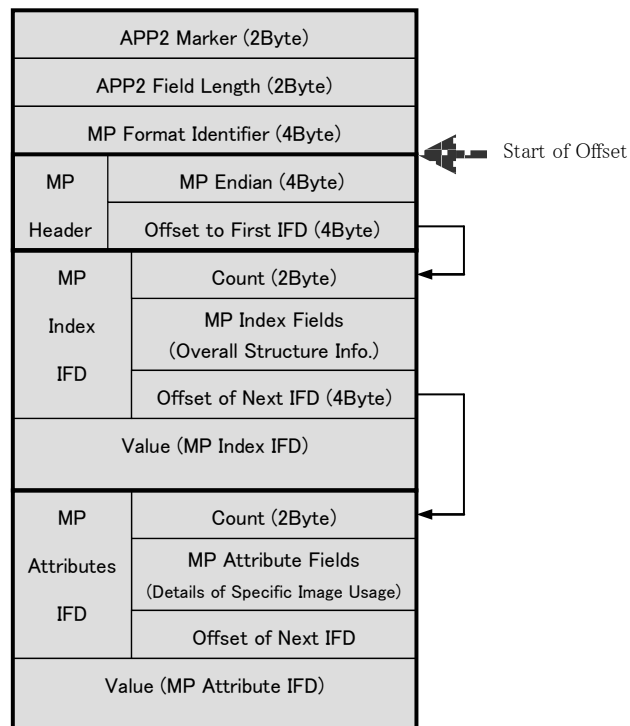 APP2 Marker (2Byte)
APP2 Field Length (2Byte)
MP Format Identifier (4Byte)
Start of Offset
MP
Header
MP Endian (4Byte)
Offset to First IFD (4Byte)
MP
Index
IFD
Count (2Byte)
MP Index Fields
(Overall Structure Info.)
Offset of Next IFD (4Byte)
Value (MP Index IFD)
MP
Attributes
IFD
Count (2Byte)
MP Attribute Fields
(Details of Specific Image Usage)
Offset of Next IFD
Value (MP Attribute IFD)